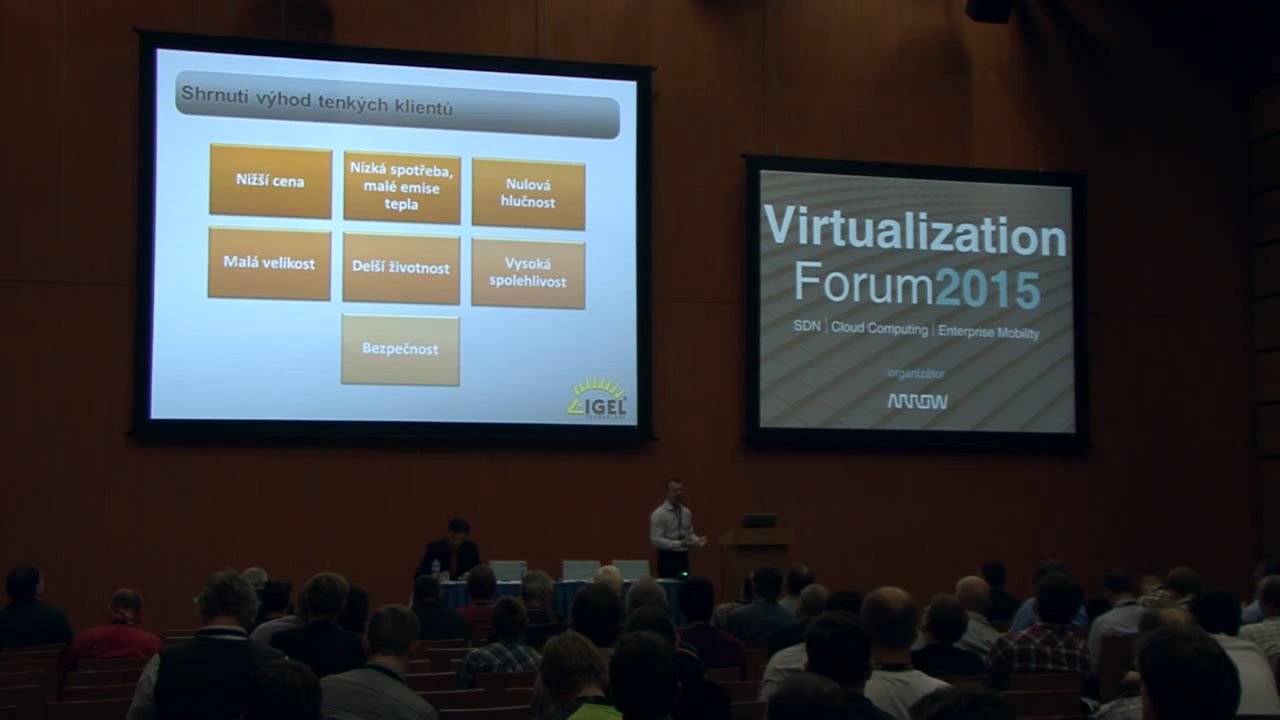 Shrnutí výhod tenkých klientů
Nižší cena
Nízká spotřeba,
malé emise
tepla
Nulová
hlučnost
Malá velikost
Delší životnost
Vysoká
spolehlivost
Bezpečnost
IGEL
TECHNOLOGY
Virtualization
Forum2015
SDN | Cloud Computing | Enterprise Mobility
organizátor
ARROW